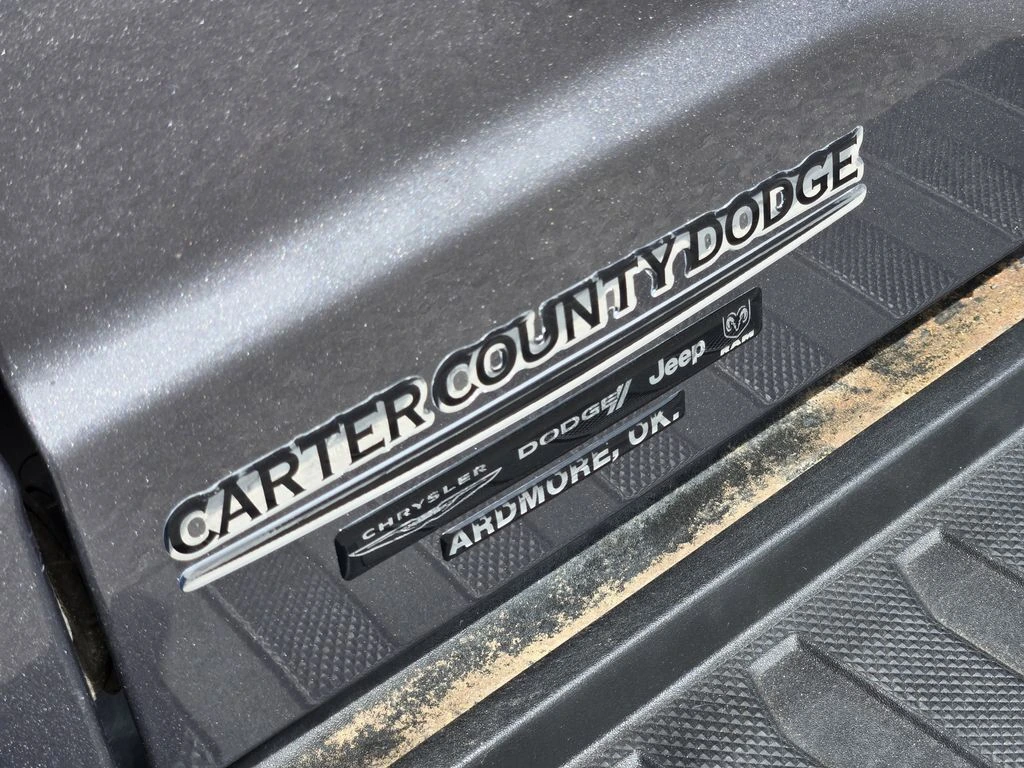 CARTER COUNTY DODGE
CHRYSLER DODGE Jeep RAM
ARDMORE, OK.